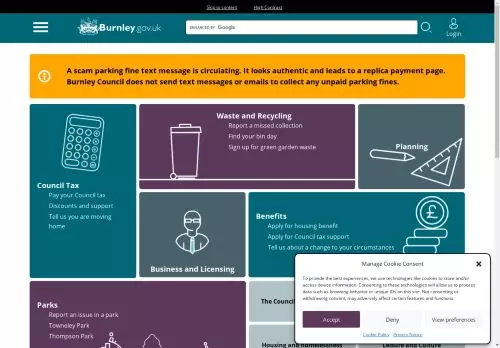 Skip to content High Contrast
Burnley.gov.uk
ENHANCED BY Google
Login
A scam parking fine text message is circulating. It looks authentic and leads to a replica payment page.
Burnley Council does not send text messages or emails to collect any unpaid parking fines.
Council Tax
Pay your Council tax
Discounts and support
Tell us you are moving
home
Waste and Recycling
Report a missed collection
Find your bin day
Sign up for green garden waste
Planning
Business and Licensing
Benefits
Apply for housing benefit
Apply for Council tax support
Tell us about a change to your circumstances
Parks
Report an issue in a park
Towneley Park
Thompson Park
The Council
Housing and homelessness
Leisure and Culture
Manage Cookie Consent
To provide the best experiences, we use technologies like cookies to store and/or
access device information. Consenting to these technologies will allow us to process
data such as browsing behavior or unique IDs on this site. Not consenting or
withdrawing consent, may adversely affect certain features and functions.
Accept
Deny
View preferences
Cookie Policy Privacy Notice